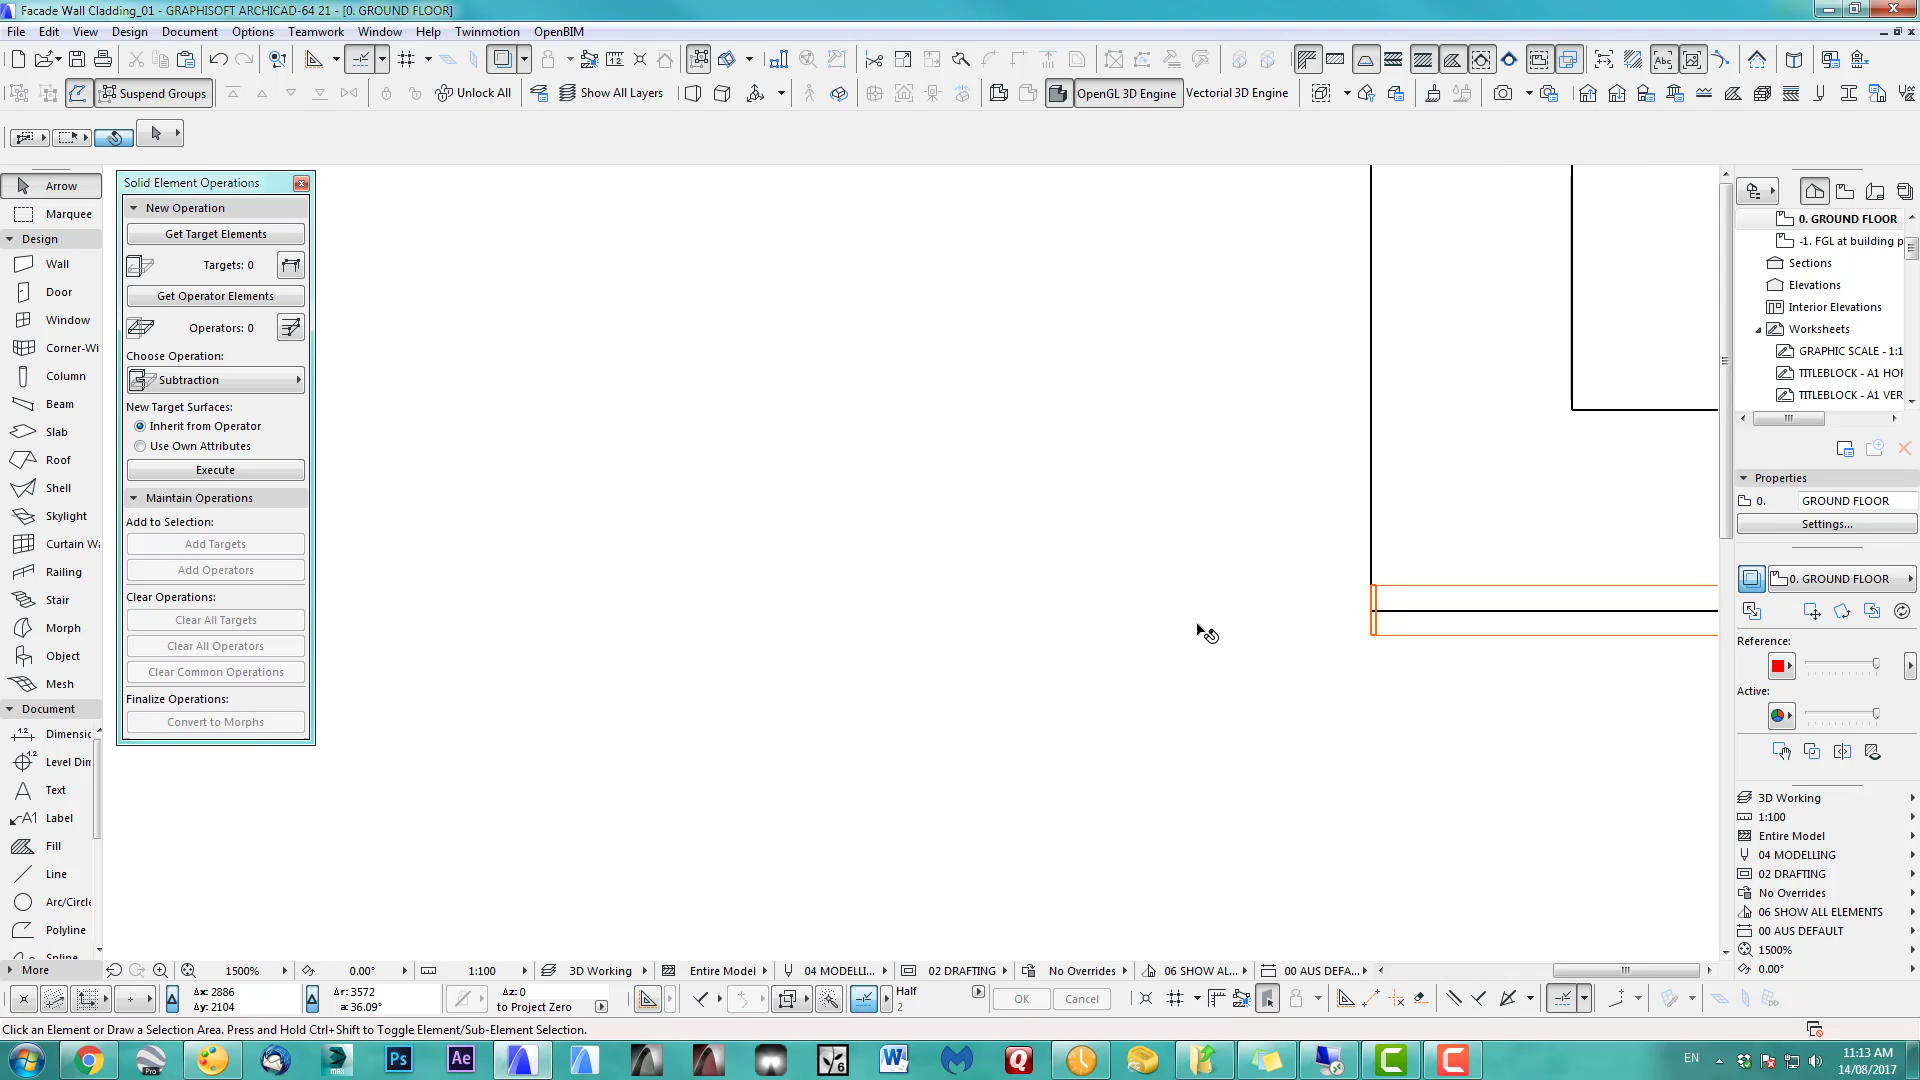 Facade Wall Cladding_01 - GRAPHISOFT ARCHICAD-64 21 - [0. GROUND FLOOR]
File Edit View Design Document Options Teamwork Window Help Twinmotion OpenBIM
Suspend Groups Unlock All Show All Layers OpenGL 3D Engine Vectorial 3D Engine
Arrow
Marquee
Design
Wall
Door
Window
Corner-Wi
Column
Beam
Slab
Roof
Shell
Skylight
Curtain Wa
Railing
Stair
Morph
Object
Mesh
Document
Dimensic
Level Dim
Text
Label
Fill
Line
Arc/Circle
Polyline
Spline
More
Solid Element Operations
New Operation
Get Target Elements
Targets: 0
Get Operator Elements
Operators: 0
Choose Operation:
Subtraction
New Target Surfaces:
Inherit from Operator
Use Own Attributes
Execute
Maintain Operations
Add to Selection:
Add Targets
Add Operators
Clear Operations:
Clear All Targets
Clear All Operators
Clear Common Operations
Finalize Operations:
Convert to Morphs
0. GROUND FLOOR
-1. FGL at building p
Sections
Elevations
Interior Elevations
Worksheets
GRAPHIC SCALE - 1:1
TITLEBLOCK - A1 HOR
TITLEBLOCK - A1 VER
Properties
0. GROUND FLOOR
Settings...
0. GROUND FLOOR
Reference:
Active:
3D Working
1:100
Entire Model
04 MODELLING
02 DRAFTING
No Overrides
06 SHOW ALL ELEMENTS
00 AUS DEFAULT
1500%
0.00°
1500% 0.00° 1:100 3D Working Entire Model 04 MODELLI... 02 DRAFTING No Overrides 06 SHOW AL... 00 AUS DEFA...
Δx: 2886 Δr: 3572 Δz: 0 Half
Δy: 2104 a: 36.09° to Project Zero 2 OK Cancel
Click an Element or Draw a Selection Area. Press and Hold Ctrl+Shift to Toggle Element/Sub-Element Selection.
EN 11:13 AM
14/08/2017